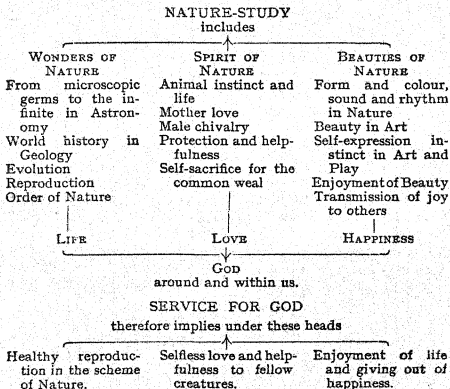 NATURE-STUDY
includes
WONDERS OF
NATURE
From microscopic
germs to the in-
finite in Astron-
omy
World history in
Geology
Evolution
Reproduction
Order of Nature
LIFE
SPIRIT OF
NATURE
Animal instinct and
life
Mother love
Male chivalry
Protection and help-
fulness
Self-sacrifice for the
common weal
LOVE
BEAUTIES OF
NATURE
Form and colour,
sound and rhythm
in Nature
Beauty in Art
Self-expression in-
stinct in Art and
Play
Enjoyment of Beauty
Transmission of joy
to others
HAPPINESS
GOD
around and within us.
SERVICE FOR GOD
therefore implies under these heads
Healthy reproduc-
tion in the scheme
of Nature.
Selfless love and help-
fulness to fellow
creatures.
Enjoyment of life
and giving out of
happiness.